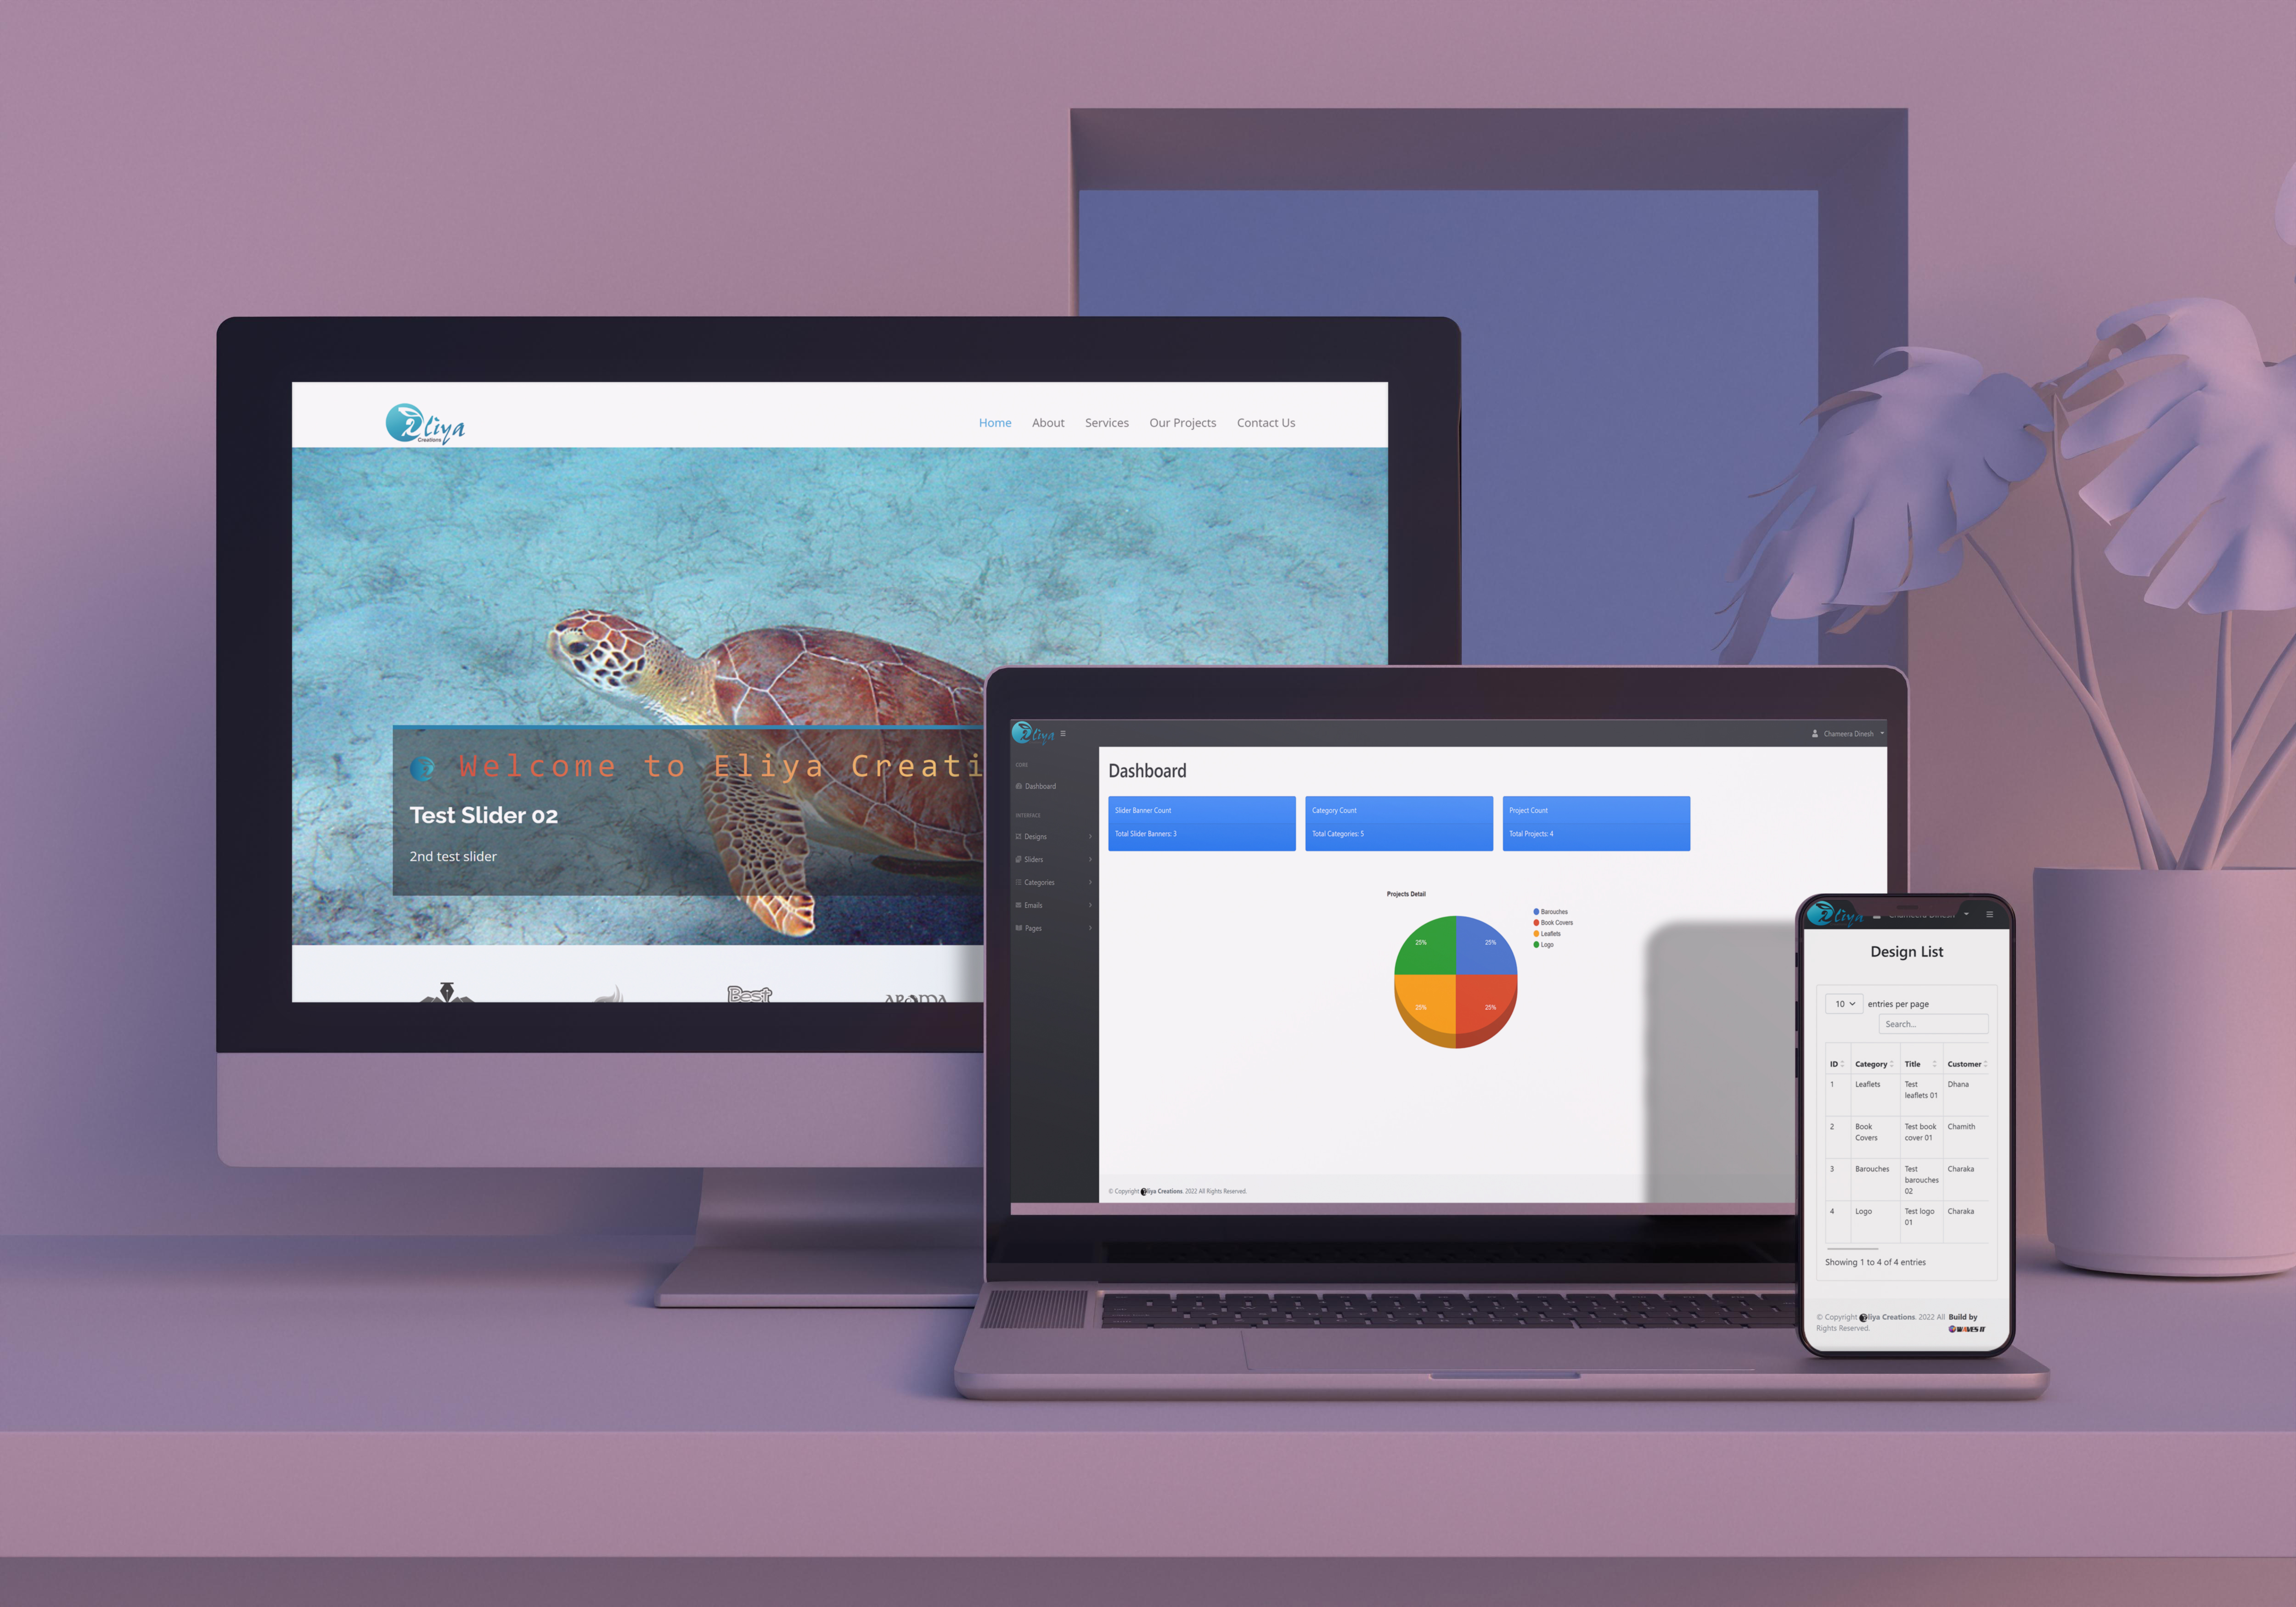 Eliya
Creations
Home About Services Our Projects Contact Us
Welcome to Eliya Creati
Test Slider 02
2nd test slider
Best
AROMA
Eliya
Chameera Dinesh
CORE
Dashboard
INTERFACE
Designs
Sliders
Categories
Emails
Pages
Dashboard
Slider Banner Count
Total Slider Banners: 3
Category Count
Total Categories: 5
Project Count
Total Projects: 4
Projects Detail
25%
25%
25%
25%
Barouches
Book Covers
Leaflets
Logo
© Copyright Eliya Creations. 2022 All Rights Reserved.
Eliya
Chameera Dinesh
Design List
10 entries per page
Search...
ID Category Title Customer
1 Leaflets Test leaflets 01 Dhana
2 Book Covers Test book cover 01 Chamith
3 Barouches Test barouches 02 Charaka
4 Logo Test logo 01 Charaka
Showing 1 to 4 of 4 entries
© Copyright Eliya Creations. 2022 All
Rights Reserved.
Build by
WAVES IT